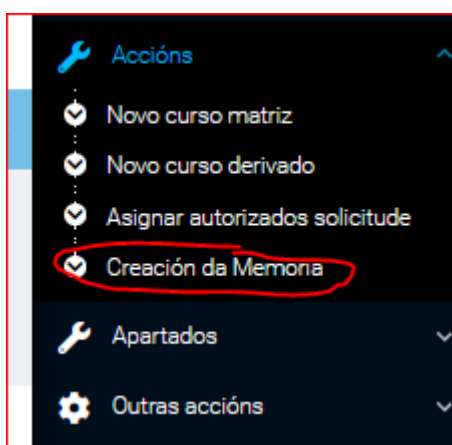 Accións
Novo curso matriz
Novo curso derivado
Asignar autorizados solicitude
Creación da Memoria
Apartados
Outras accións